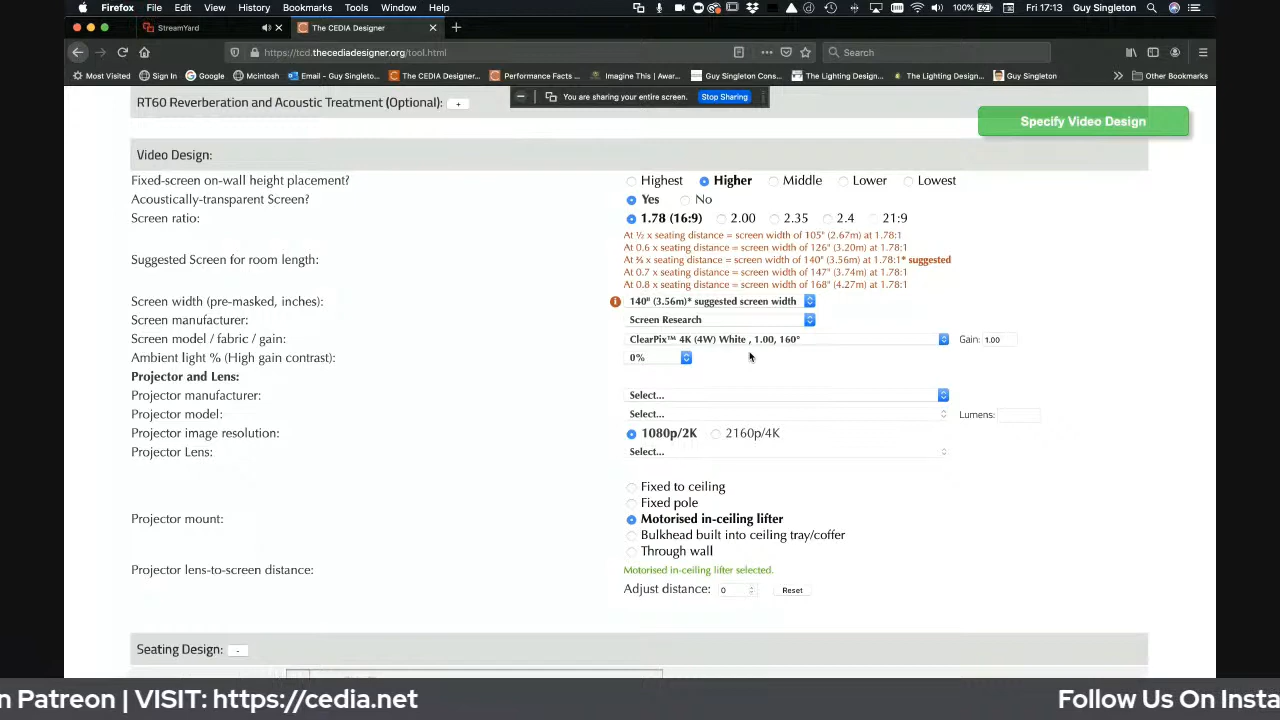 Firefox File Edit View History Bookmarks Tools Window Help 100% Fri 17:13 Guy Singleton
StreamYard The CEDIA Designer
https://tcd.thecediadesigner.org/tool.html Search
Most Visited Sign In Google Mcintosh Email - Guy Singleto... The CEDIA Designer... Performance Facts ... Imagine This | Awar... Guy Singleton Cons... The Lighting Design... The Lighting Design... Guy Singleton Other Bookmarks
You are sharing your entire screen. Stop Sharing
RT60 Reverberation and Acoustic Treatment (Optional): +
Specify Video Design
Video Design:
Fixed-screen on-wall height placement? Highest Higher Middle Lower Lowest
Acoustically-transparent Screen? Yes No
Screen ratio: 1.78 (16:9) 2.00 2.35 2.4 21:9
At ½ x seating distance = screen width of 105" (2.67m) at 1.78:1
At 0.6 x seating distance = screen width of 126" (3.20m) at 1.78:1
Suggested Screen for room length: At ⅔ x seating distance = screen width of 140" (3.56m) at 1.78:1* suggested
At 0.7 x seating distance = screen width of 147" (3.74m) at 1.78:1
At 0.8 x seating distance = screen width of 168" (4.27m) at 1.78:1
Screen width (pre-masked, inches): 140" (3.56m)* suggested screen width
Screen manufacturer: Screen Research
Screen model / fabric / gain: ClearPix™ 4K (4W) White , 1.00, 160° Gain: 1.00
Ambient light % (High gain contrast): 0%
Projector and Lens:
Projector manufacturer: Select...
Projector model: Select... Lumens:
Projector image resolution: 1080p/2K 2160p/4K
Projector Lens: Select...
Fixed to ceiling
Fixed pole
Projector mount: Motorised in-ceiling lifter
Bulkhead built into ceiling tray/coffer
Through wall
Projector lens-to-screen distance: Motorised in-ceiling lifter selected.
Adjust distance: 0 Reset
Seating Design: -
n Patreon | VISIT: https://cedia.net Follow Us On Insta